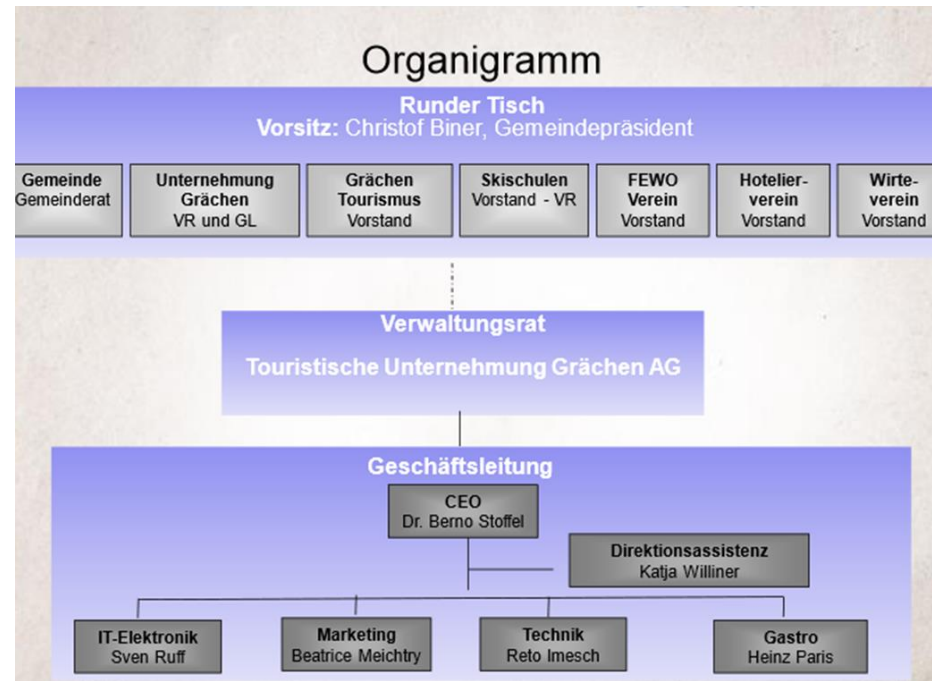 Organigramm
Runder Tisch
Vorsitz: Christof Biner, Gemeindepräsident
Gemeinde
Gemeinderat
Unternehmung
Grächen
VR und GL
Grächen
Tourismus
Vorstand
Skischulen
Vorstand - VR
FEWO
Verein
Vorstand
Hotelier-
verein
Vorstand
Wirte-
verein
Vorstand
Verwaltungsrat
Touristische Unternehmung Grächen AG
Geschäftsleitung
CEO
Dr. Berno Stoffel
Direktionsassistenz
Katja Williner
IT-Elektronik
Sven Ruff
Marketing
Beatrice Meichtry
Technik
Reto Imesch
Gastro
Heinz Paris